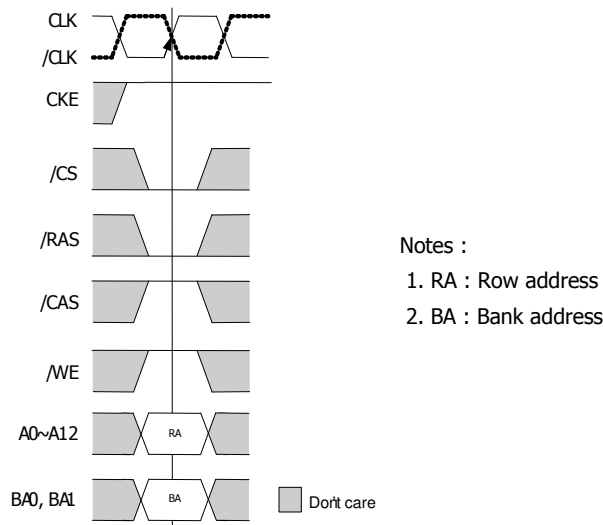 CLK
/CLK
CKE
/CS
/RAS
/CAS
/WE
A0~A12
RA
BA0, BA1
BA
Don't care
Notes :
1. RA : Row address
2. BA : Bank address